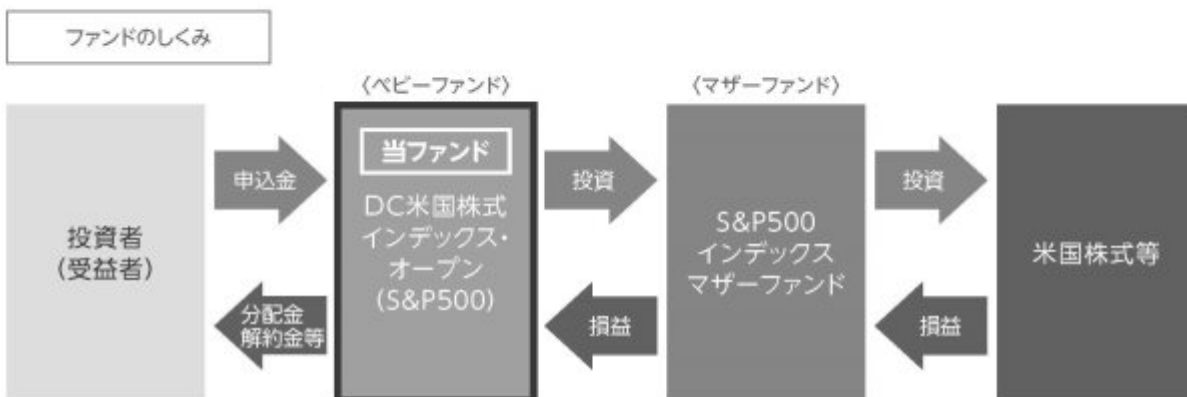 ファンドのしくみ
〈ベビーファンド〉
〈マザーファンド〉
投資者
(受益者)
申込金
分配金
解約金等
当ファンド
DC米国株式
インデックス・
オープン
(S&P500)
投資
損益
S&P500
インデックス
マザーファンド
投資
損益
米国株式等